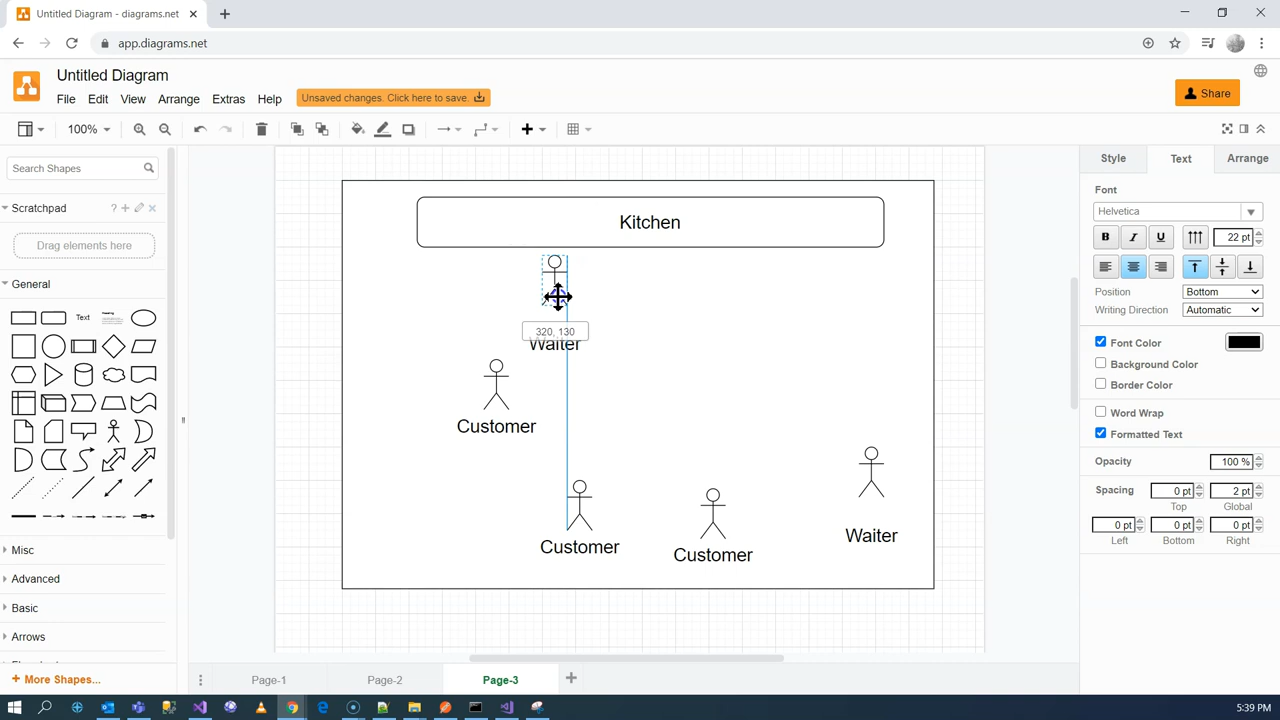 Untitled Diagram - diagrams.net
app.diagrams.net
Untitled Diagram
File Edit View Arrange Extras Help Unsaved changes. Click here to save.
Share
100%
Search Shapes
Scratchpad
Drag elements here
General
Text
Misc
Advanced
Basic
Arrows
+ More Shapes...
Kitchen
320, 130
Waiter
Customer
Customer
Customer
Waiter
Page-1 Page-2 Page-3
Style Text Arrange
Font
Helvetica
B I U 22 pt
Position Bottom
Writing Direction Automatic
Font Color
Background Color
Border Color
Word Wrap
Formatted Text
Opacity 100 %
Spacing 0 pt 2 pt
Top Global
0 pt 0 pt 0 pt
Left Bottom Right
5:39 PM